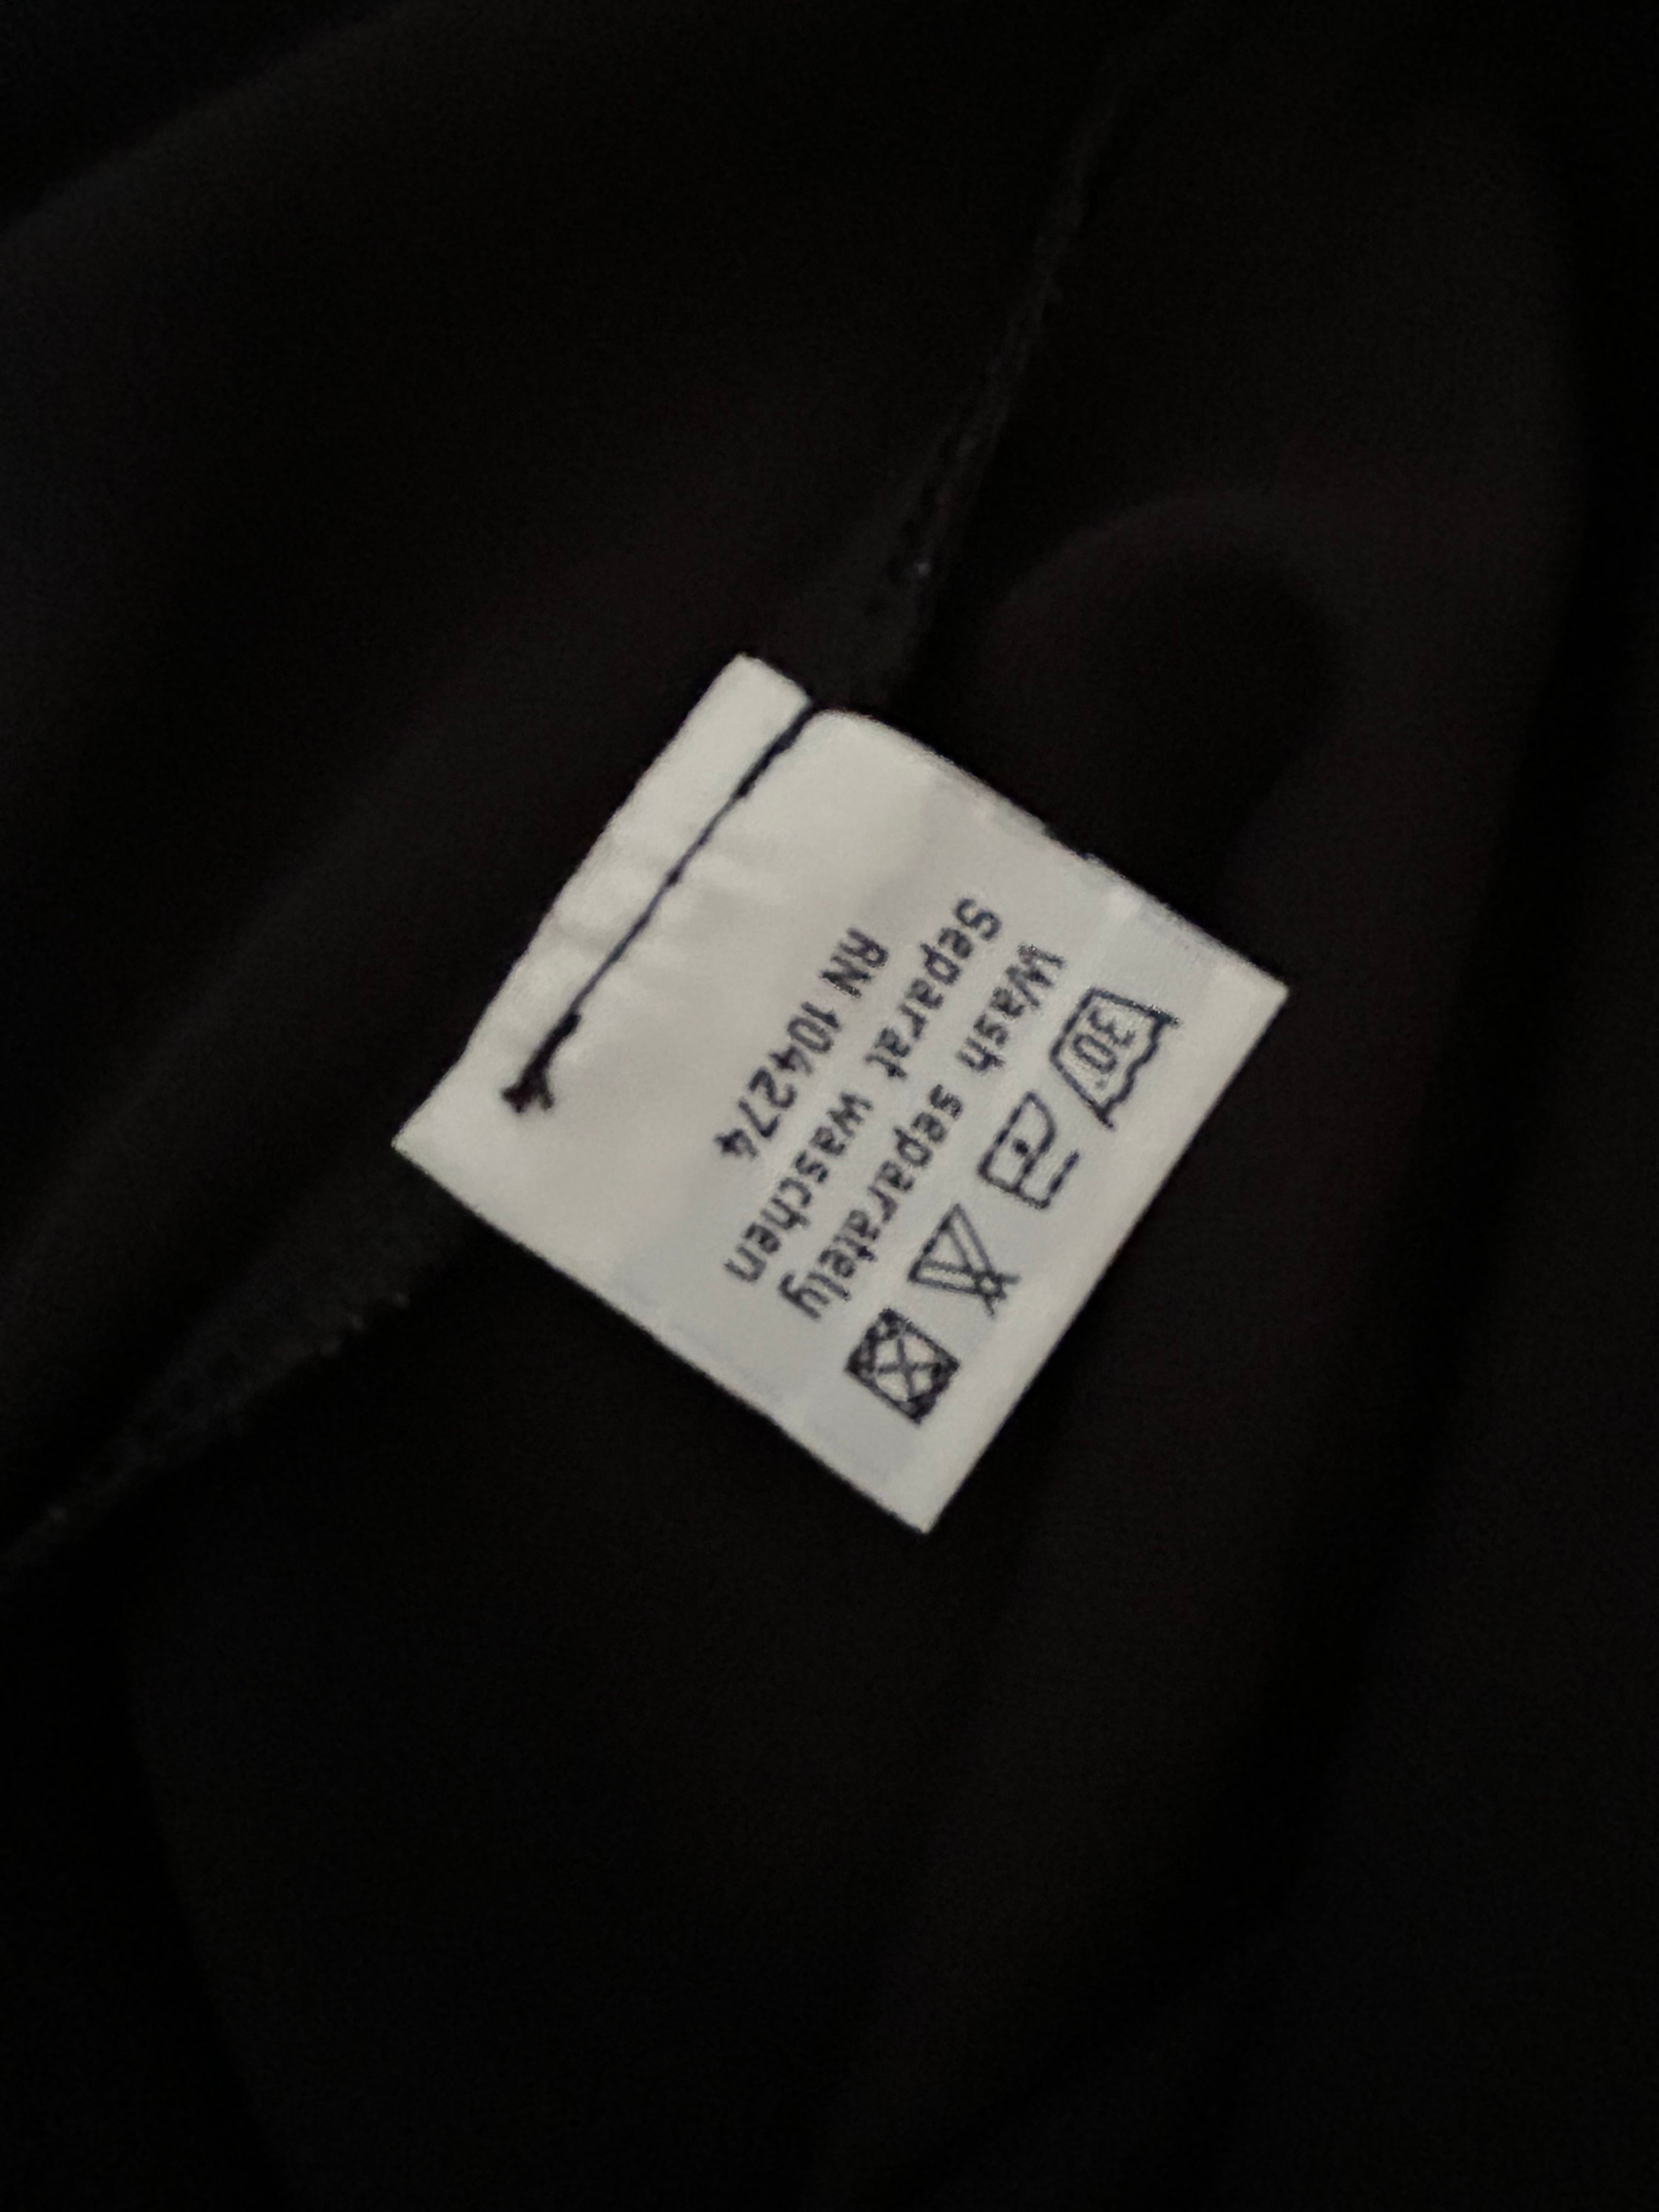 30°
Wash separately
Separat waschen
RN 104274